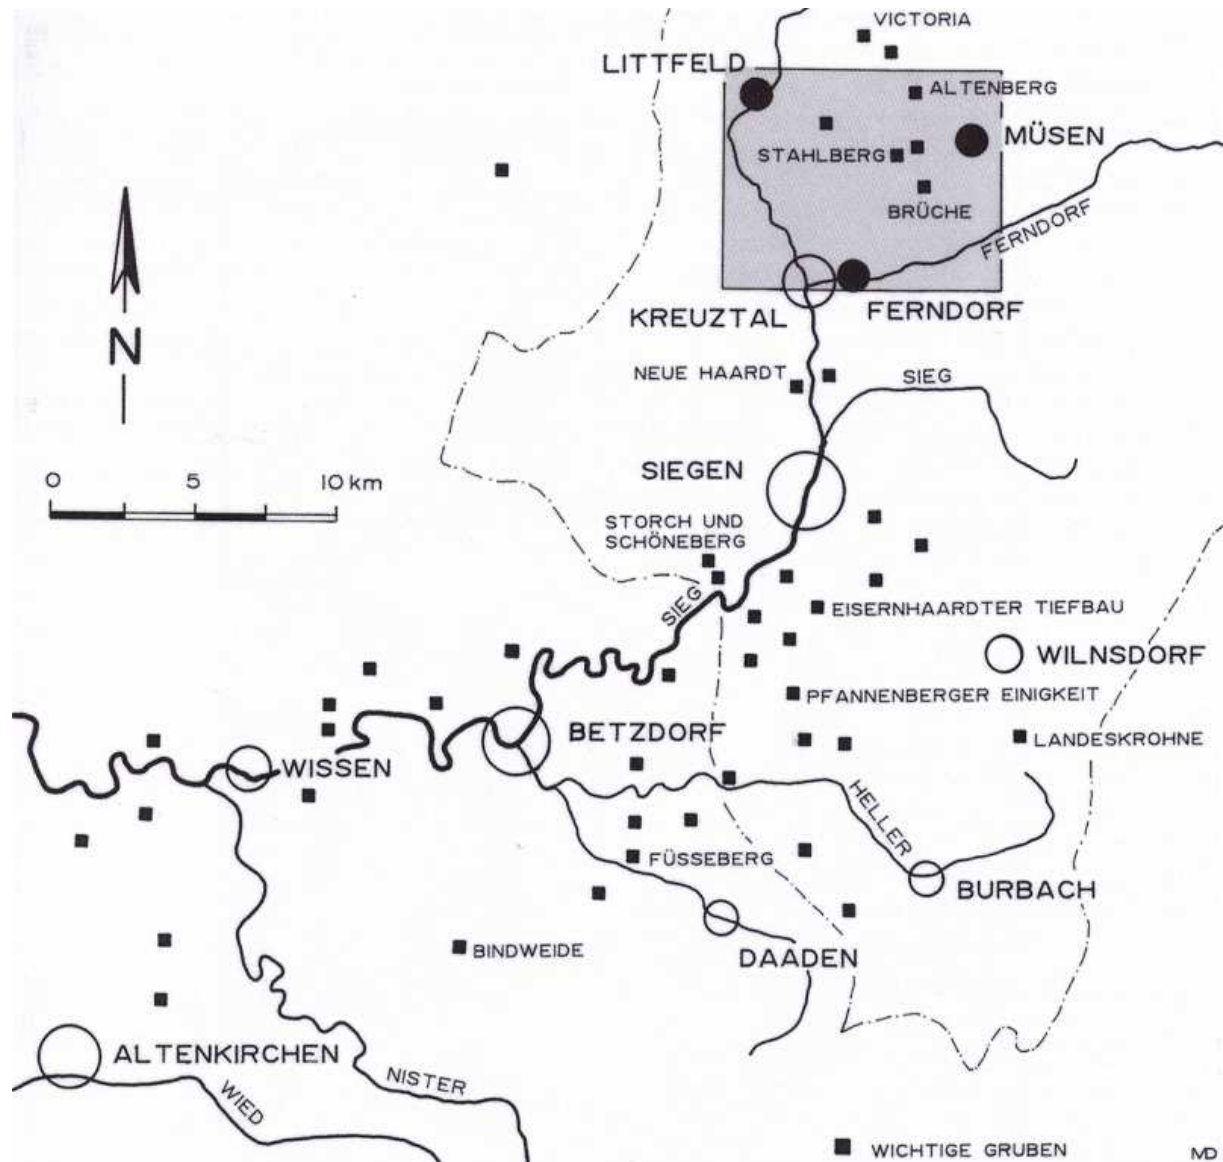 VICTORIA
LITTFELD
ALTENBERG
MÜSEN
STAHLBERG
BRÜCHE
FERNDORF
KREUZTAL
FERNDORF
NEUE HAARDT
SIEG
N
0 5 10 km
SIEGEN
STORCH UND
SCHÖNEBERG
SIEG
EISERNHAARDTER TIEFBAU
WILNSDORF
PFANNENBERGER EINIGKEIT
BETZDORF
LANDESKROHNE
WISSEN
HELLER
FÜSSEBERG
BURBACH
BINDWEIDE
DAADEN
ALTENKIRCHEN
NISTER
WIED
WICHTIGE GRUBEN
MD